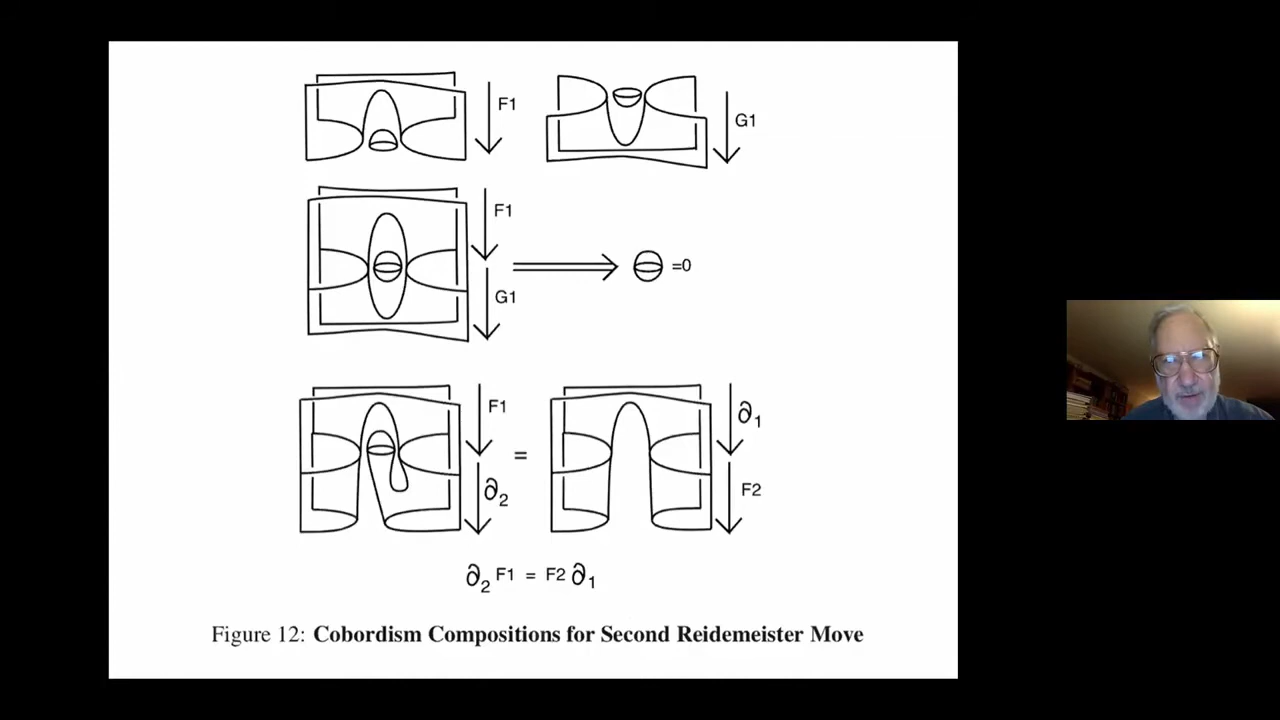 F1
G1
F1
=0
G1
F1
∂1
=
∂2
F2
∂2 F1 = F2 ∂1
Figure 12: Cobordism Compositions for Second Reidemeister Move